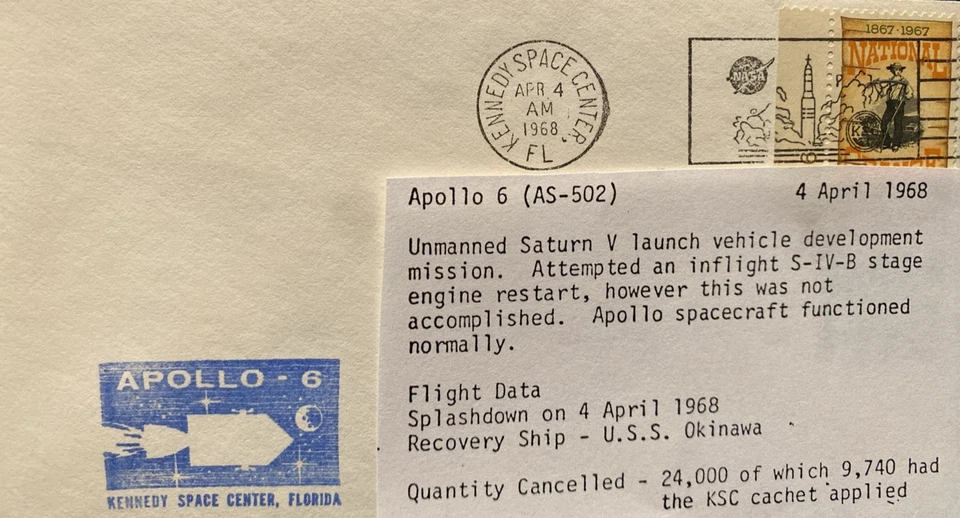 1867-1967
NATIONAL
GRANGE
KENNEDY SPACE CENTER,
APR 4
AM
1968
FL
NASA
Apollo 6 (AS-502) 4 April 1968
Unmanned Saturn V launch vehicle development
mission. Attempted an inflight S-IV-B stage
engine restart, however this was not
accomplished. Apollo spacecraft functioned
normally.
Flight Data
Splashdown on 4 April 1968
Recovery Ship - U.S.S. Okinawa
Quantity Cancelled - 24,000 of which 9,740 had
the KSC cachet applied
APOLLO - 6
KENNEDY SPACE CENTER, FLORIDA